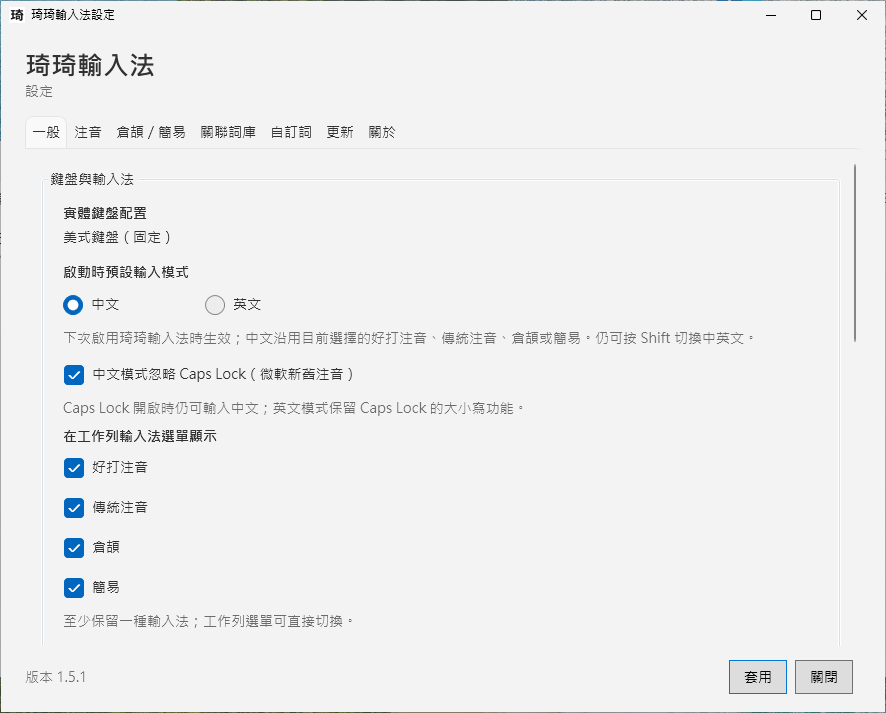 琦 琦琦輸入法設定
琦琦輸入法
設定
一般 注音 倉頡 / 簡易 關聯詞庫 自訂詞 更新 關於
鍵盤與輸入法
實體鍵盤配置
美式鍵盤（固定）
啟動時預設輸入模式
中文 英文
下次啟用琦琦輸入法時生效；中文沿用目前選擇的好打注音、傳統注音、倉頡或簡易。仍可按 Shift 切換中英文。
中文模式忽略 Caps Lock（微軟新舊注音）
Caps Lock 開啟時仍可輸入中文；英文模式保留 Caps Lock 的大小寫功能。
在工作列輸入法選單顯示
好打注音
傳統注音
倉頡
簡易
至少保留一種輸入法；工作列選單可直接切換。
版本 1.5.1
套用 關閉